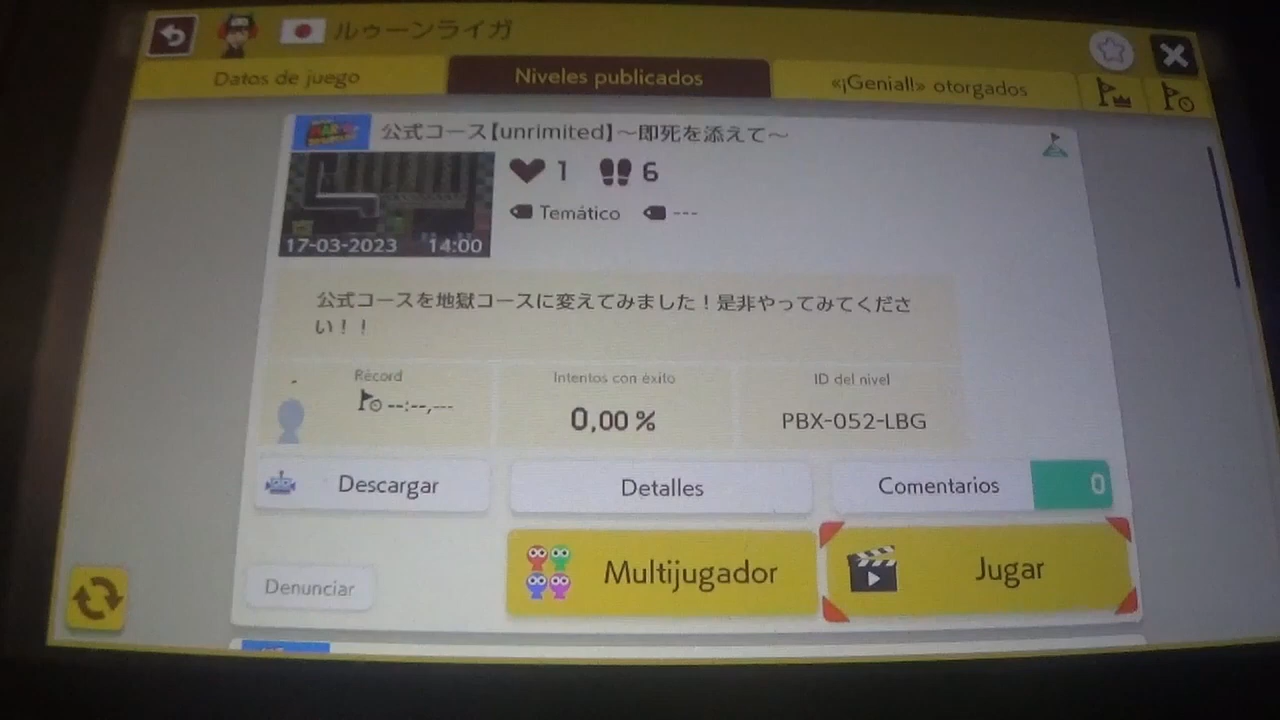 ルゥーンライガ
Datos de juego
Niveles publicados
«¡Genial!» otorgados
公式コース【unrimited】～即死を添えて～
1
6
Temático
---
17-03-2023 14:00
公式コースを地獄コースに変えてみました！是非やってみてくださ
い！！
Récord
Intentos con éxito
ID del nivel
--:--,---
0,00 %
PBX-052-LBG
Descargar
Detalles
Comentarios
0
Denunciar
Multijugador
Jugar